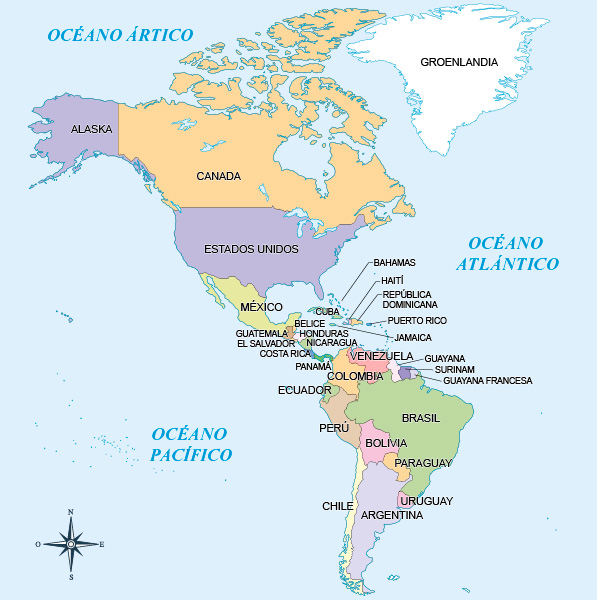 OCÉANO ÁRTICO
GROENLANDIA
ALASKA
CANADA
OCÉANO
ATLÁNTICO
ESTADOS UNIDOS
BAHAMAS
HAITÍ
REPÚBLICA
DOMINICANA
MÉXICO
CUBA
PUERTO RICO
BELICE
JAMAICA
GUATEMALA
HONDURAS
EL SALVADOR
NICARAGUA
COSTA RICA
VENEZUELA
GUAYANA
PANAMÁ
SURINAM
COLOMBIA
GUAYANA FRANCESA
ECUADOR
BRASIL
PERÚ
OCÉANO
PACÍFICO
BOLIVIA
PARAGUAY
URUGUAY
CHILE
ARGENTINA
N
O
E
S